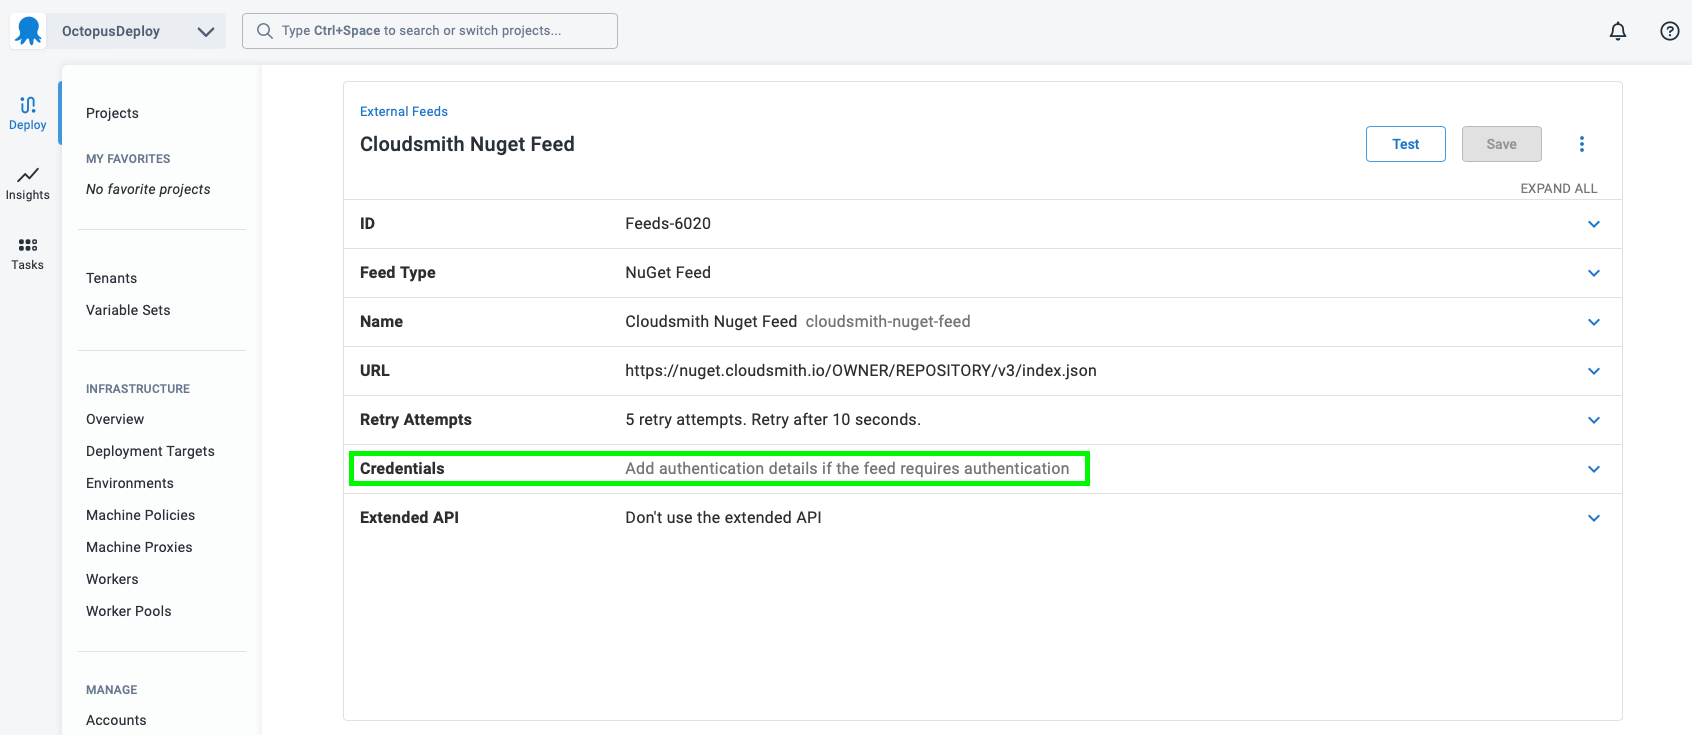 OctopusDeploy
Type Ctrl+Space to search or switch projects...
Deploy
Insights
Tasks
Projects
MY FAVORITES
No favorite projects
Tenants
Variable Sets
INFRASTRUCTURE
Overview
Deployment Targets
Environments
Machine Policies
Machine Proxies
Workers
Worker Pools
MANAGE
Accounts
External Feeds
Cloudsmith Nuget Feed
Test
Save
EXPAND ALL
ID Feeds-6020
Feed Type NuGet Feed
Name Cloudsmith Nuget Feed cloudsmith-nuget-feed
URL https://nuget.cloudsmith.io/OWNER/REPOSITORY/v3/index.json
Retry Attempts 5 retry attempts. Retry after 10 seconds.
Credentials Add authentication details if the feed requires authentication
Extended API Don't use the extended API